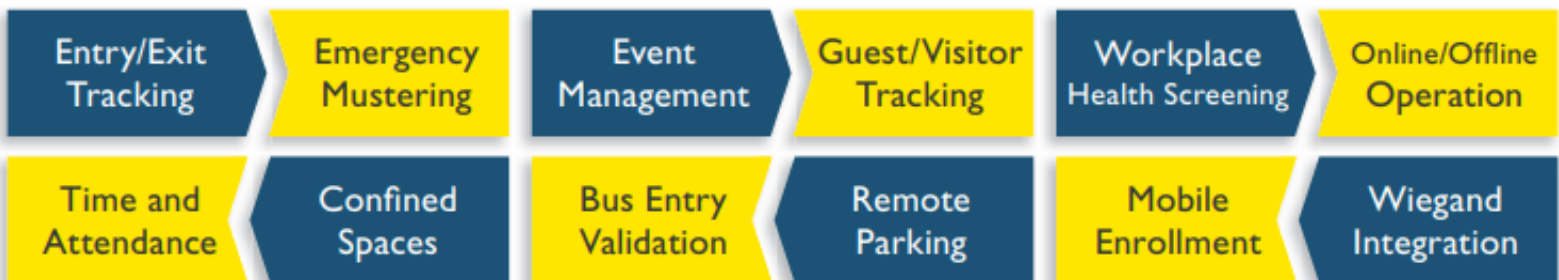 Entry/Exit
Tracking
Emergency
Mustering
Event
Management
Guest/Visitor
Tracking
Workplace
Health Screening
Online/Offline
Operation
Time and
Attendance
Confined
Spaces
Bus Entry
Validation
Remote
Parking
Mobile
Enrollment
Wiegand
Integration